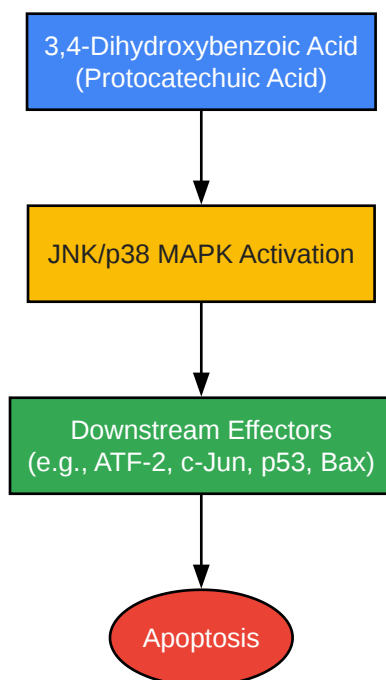 3,4-Dihydroxybenzoic Acid
(Protocatechuic Acid)
JNK/p38 MAPK Activation
Downstream Effectors
(e.g., ATF-2, c-Jun, p53, Bax)
Apoptosis